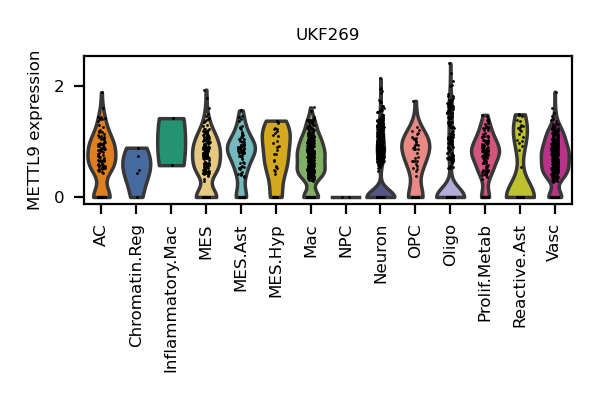 UKF269
METTL9 expression
2
0
AC
Chromatin.Reg
Inflammatory.Mac
MES
MES.Ast
MES.Hyp
Mac
NPC
Neuron
OPC
Oligo
Prolif.Metab
Reactive.Ast
Vasc